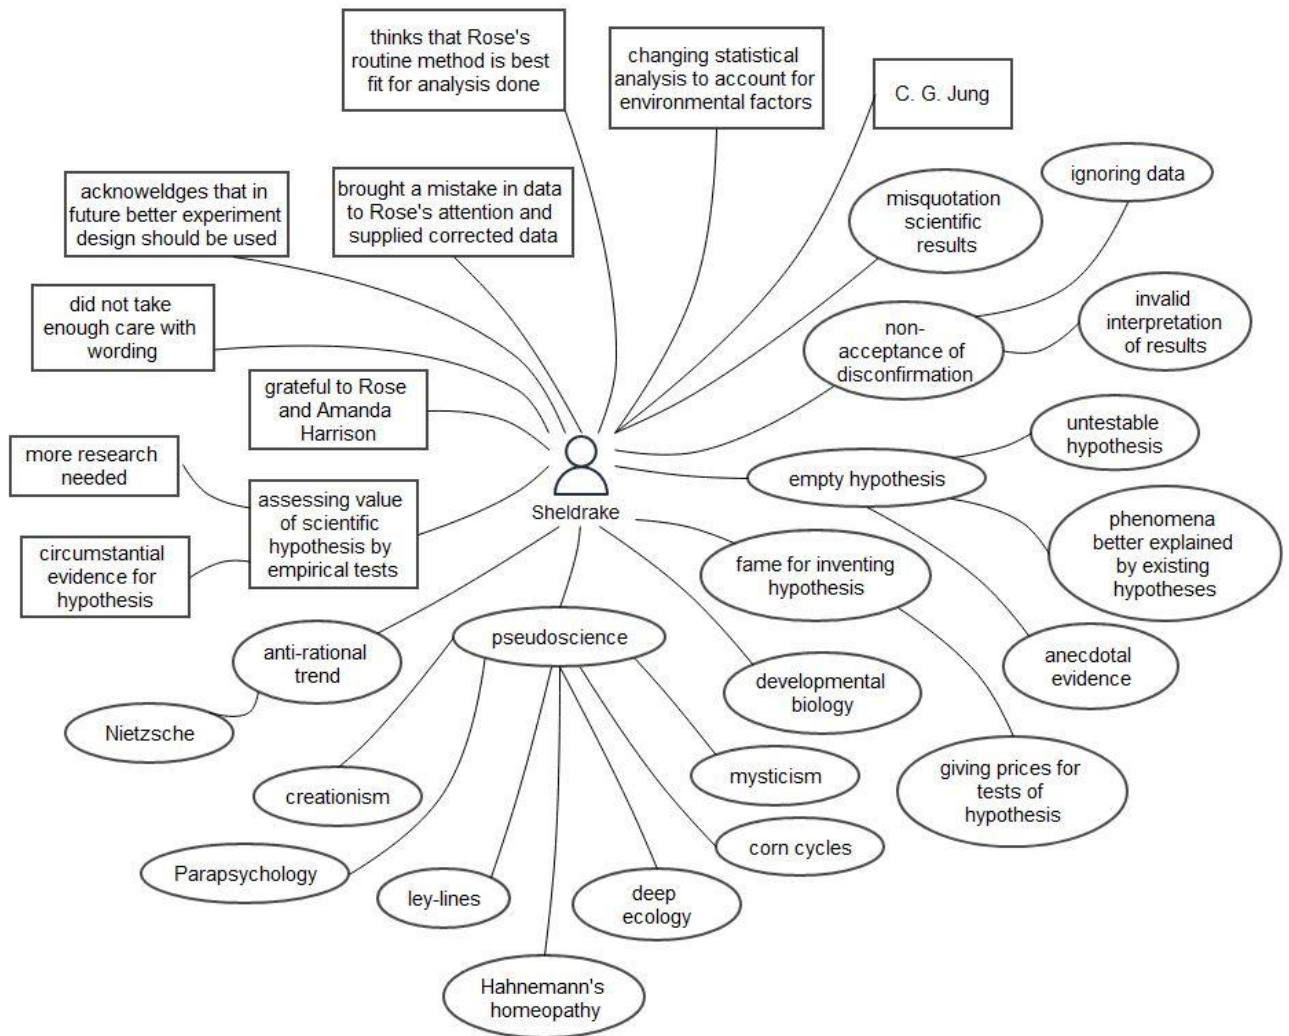 thinks that Rose's
routine method is best
fit for analysis done
changing statistical
analysis to account for
environmental factors
C. G. Jung
acknoweldges that in
future better experiment
design should be used
brought a mistake in data
to Rose's attention and
supplied corrected data
misquotation
scientific
results
ignoring data
did not take
enough care with
wording
non-
acceptance of
disconfirmation
invalid
interpretation
of results
grateful to Rose
and Amanda
Harrison
untestable
hypothesis
more research
needed
empty hypothesis
assessing value
of scientific
hypothesis by
empirical tests
Sheldrake
phenomena
better explained
by existing
hypotheses
circumstantial
evidence for
hypothesis
fame for inventing
hypothesis
anti-rational
trend
pseudoscience
developmental
biology
anecdotal
evidence
Nietzsche
creationism
mysticism
giving prices for
tests of
hypothesis
Parapsychology
ley-lines
deep
ecology
corn cycles
Hahnemann's
homeopathy